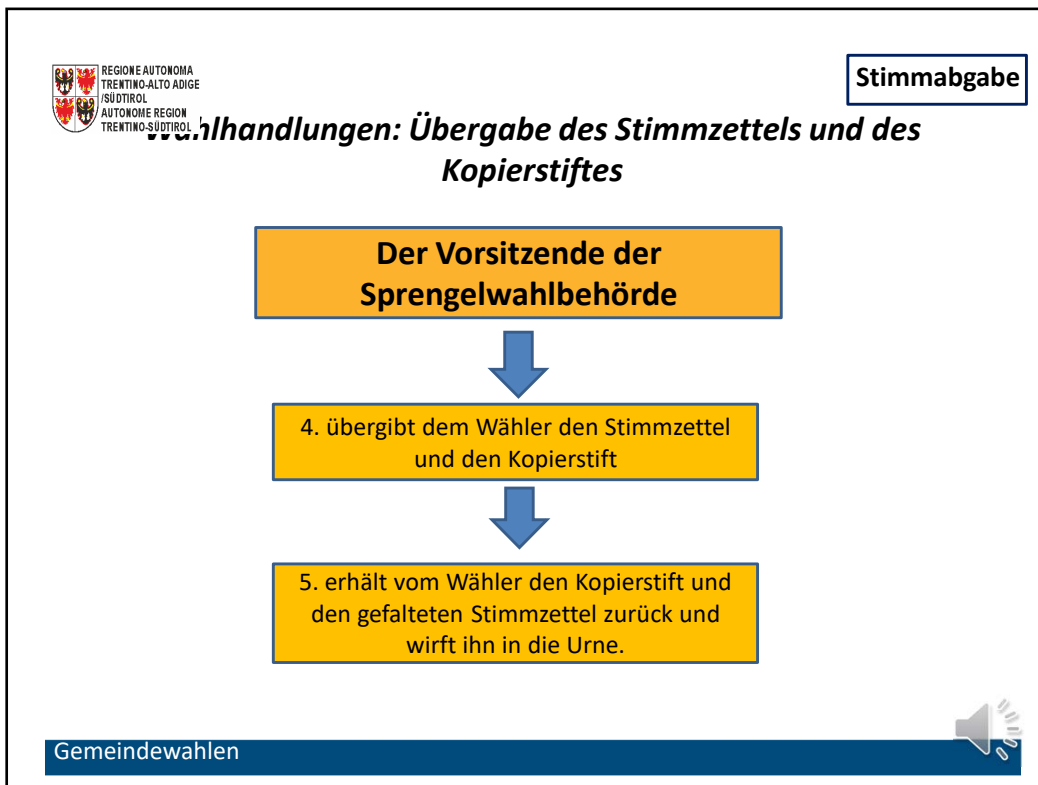 REGIONE AUTONOMA
TRENTINO-ALTO ADIGE
/SÜDTIROL
AUTONOME REGION
TRENTINO-SÜDTIROL
Stimmabgabe
Wahlhandlungen: Übergabe des Stimmzettels und des
Kopierstiftes
Der Vorsitzende der
Sprengelwahlbehörde
4. übergibt dem Wähler den Stimmzettel
und den Kopierstift
5. erhält vom Wähler den Kopierstift und
den gefalteten Stimmzettel zurück und
wirft ihn in die Urne.
Gemeindewahlen